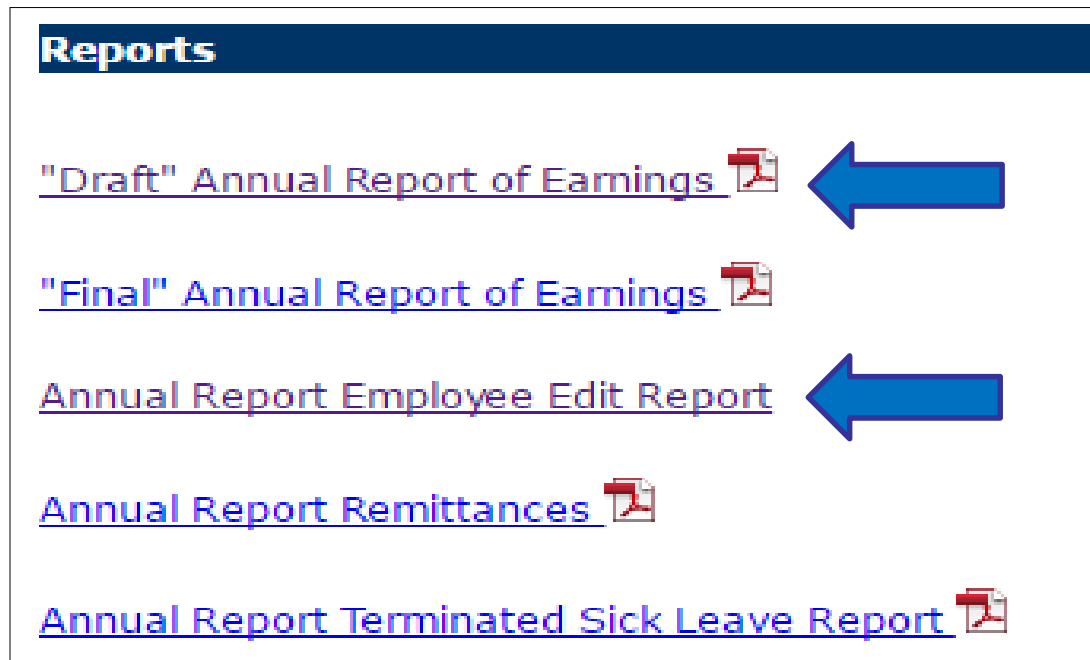 Reports
"Draft" Annual Report of Earnings
"Final" Annual Report of Earnings
Annual Report Employee Edit Report
Annual Report Remittances
Annual Report Terminated Sick Leave Report